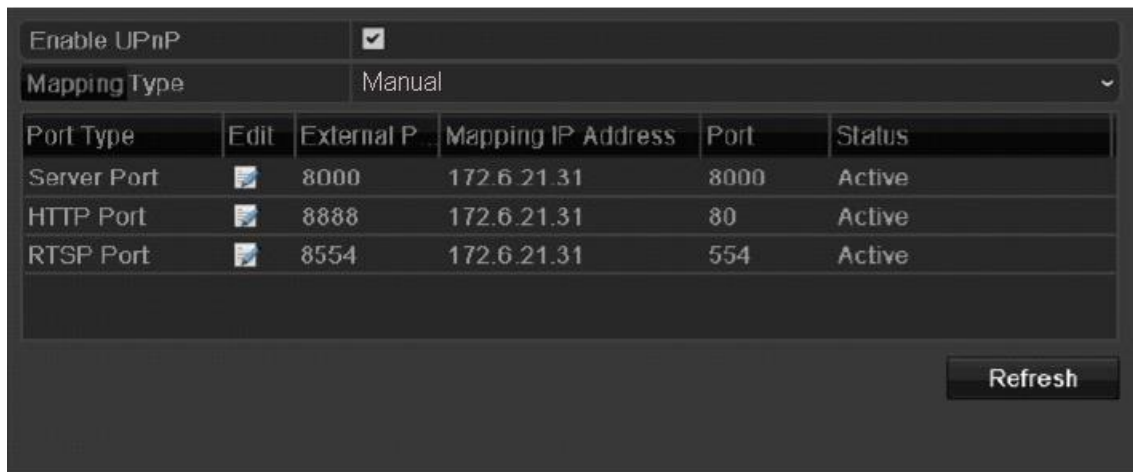 Enable UPnP
Mapping Type Manual
Port Type Edit External P... Mapping IP Address Port Status
Server Port 8000 172.6.21.31 8000 Active
HTTP Port 8888 172.6.21.31 80 Active
RTSP Port 8554 172.6.21.31 554 Active
Refresh